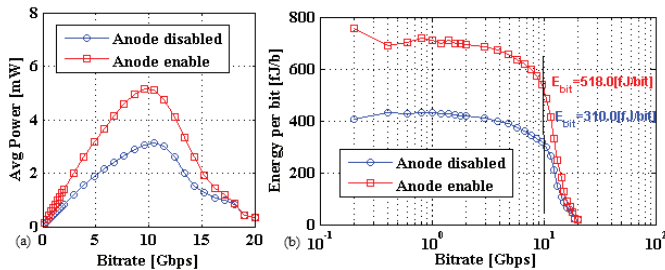 8
6
4
2
0
Avg Power [mW]
Anode disabled
Anode enable
(a)
0 5 10 15 20
Bitrate [Gbps]
800
600
400
200
0
Energy per bit [fJ/b]
E_bit=518.0[fJ/bit]
E_bit=310.0[fJ/bit]
Anode disabled
Anode enable
(b)
10^-1 10^0 10^1 10^2
Bitrate [Gbps]